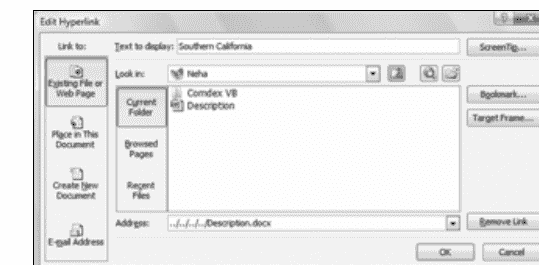 Edit Hyperlink
Link to:
Text to display: Southern California
ScreenTip...
Existing File or Web Page
Look in: Neha
Current Folder
Comdex VB
Description
Bookmark...
Target Frame...
Place in This Document
Browsed Pages
Create New Document
Recent Files
E-mail Address
Address: ../../../../Description.docx
Remove Link
OK
Cancel